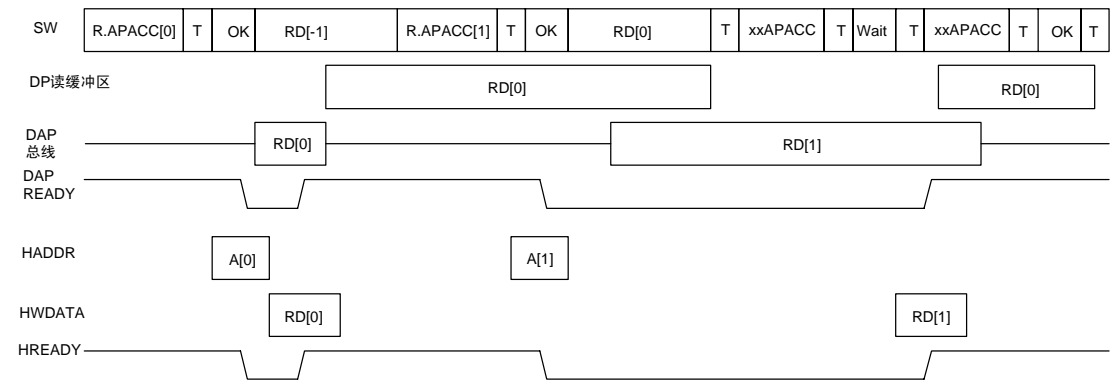 SW R.APACC[0] T OK RD[-1] R.APACC[1] T OK RD[0] T xxAPACC T Wait T xxAPACC T OK T
DP读缓冲区 RD[0] RD[0]
DAP
总线 RD[0] RD[1]
DAP
READY
HADDR A[0] A[1]
HWDATA RD[0] RD[1]
HREADY